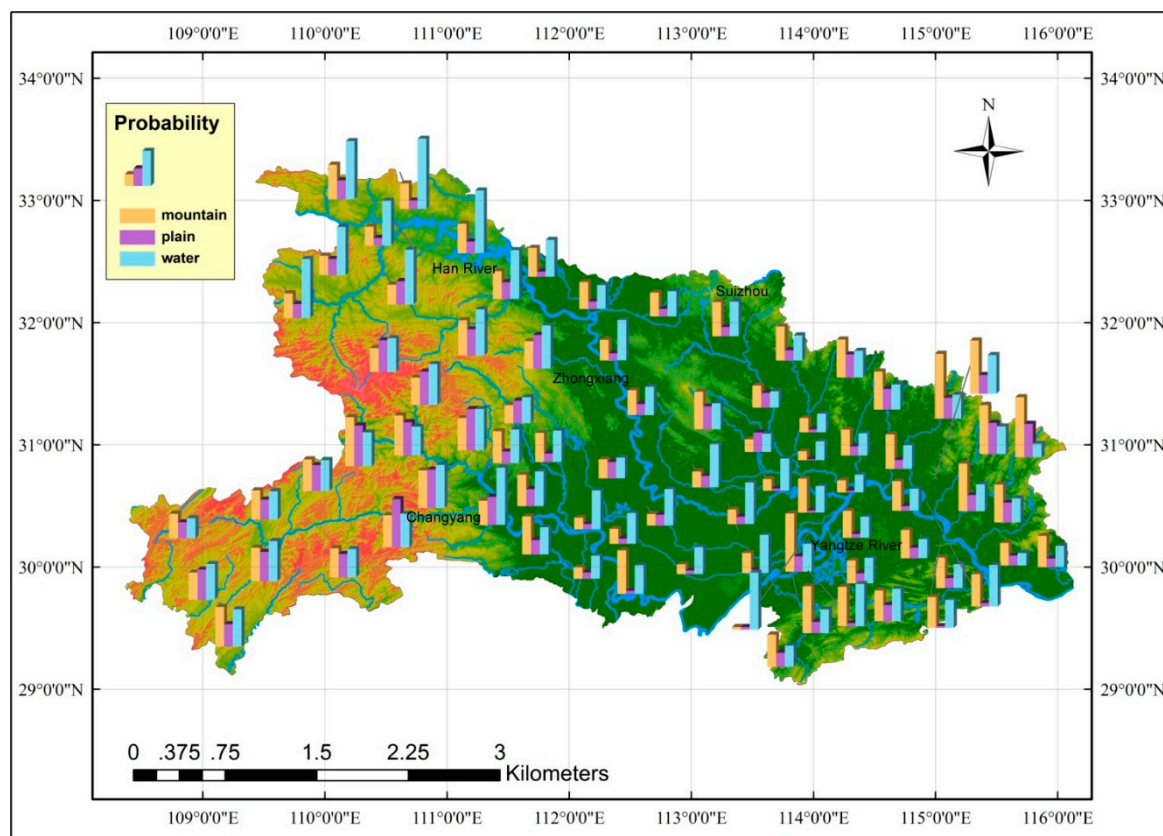 109°0'0"E 110°0'0"E 111°0'0"E 112°0'0"E 113°0'0"E 114°0'0"E 115°0'0"E 116°0'0"E
34°0'0"N 34°0'0"N
Probability
N
mountain
plain
water
33°0'0"N 33°0'0"N
Han River
Suizhou
32°0'0"N 32°0'0"N
Zhongxiang
31°0'0"N 31°0'0"N
Changyang
Yangtze River
30°0'0"N 30°0'0"N
29°0'0"N 29°0'0"N
0 .375 .75 1.5 2.25 3
Kilometers
109°0'0"E 110°0'0"E 111°0'0"E 112°0'0"E 113°0'0"E 114°0'0"E 115°0'0"E 116°0'0"E